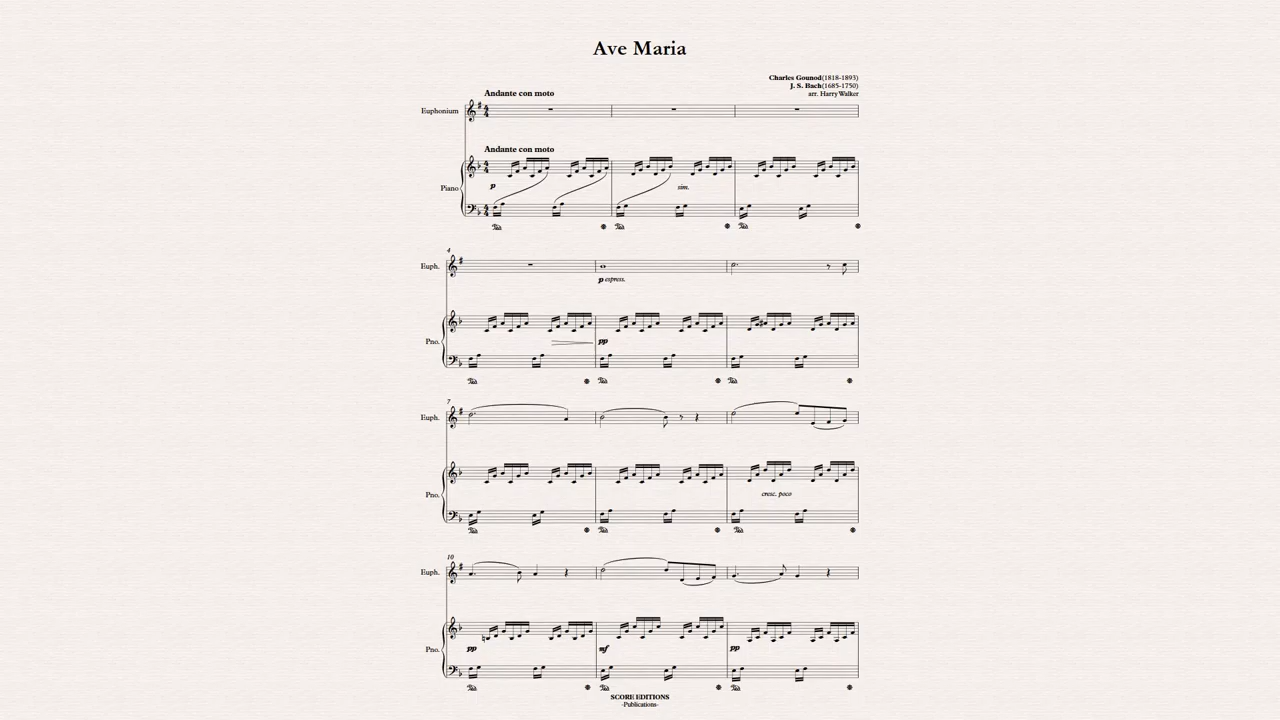 Ave Maria
Charles Gounod(1818-1893)
J. S. Bach(1685-1750)
arr. Harry Walker
Andante con moto
Euphonium
Andante con moto
Piano
p
sim.
4
Euph.
p espress.
Pno.
pp
7
Euph.
Pno.
cresc. poco
10
Euph.
Pno.
pp mf pp
SCORE EDITIONS
-Publications-